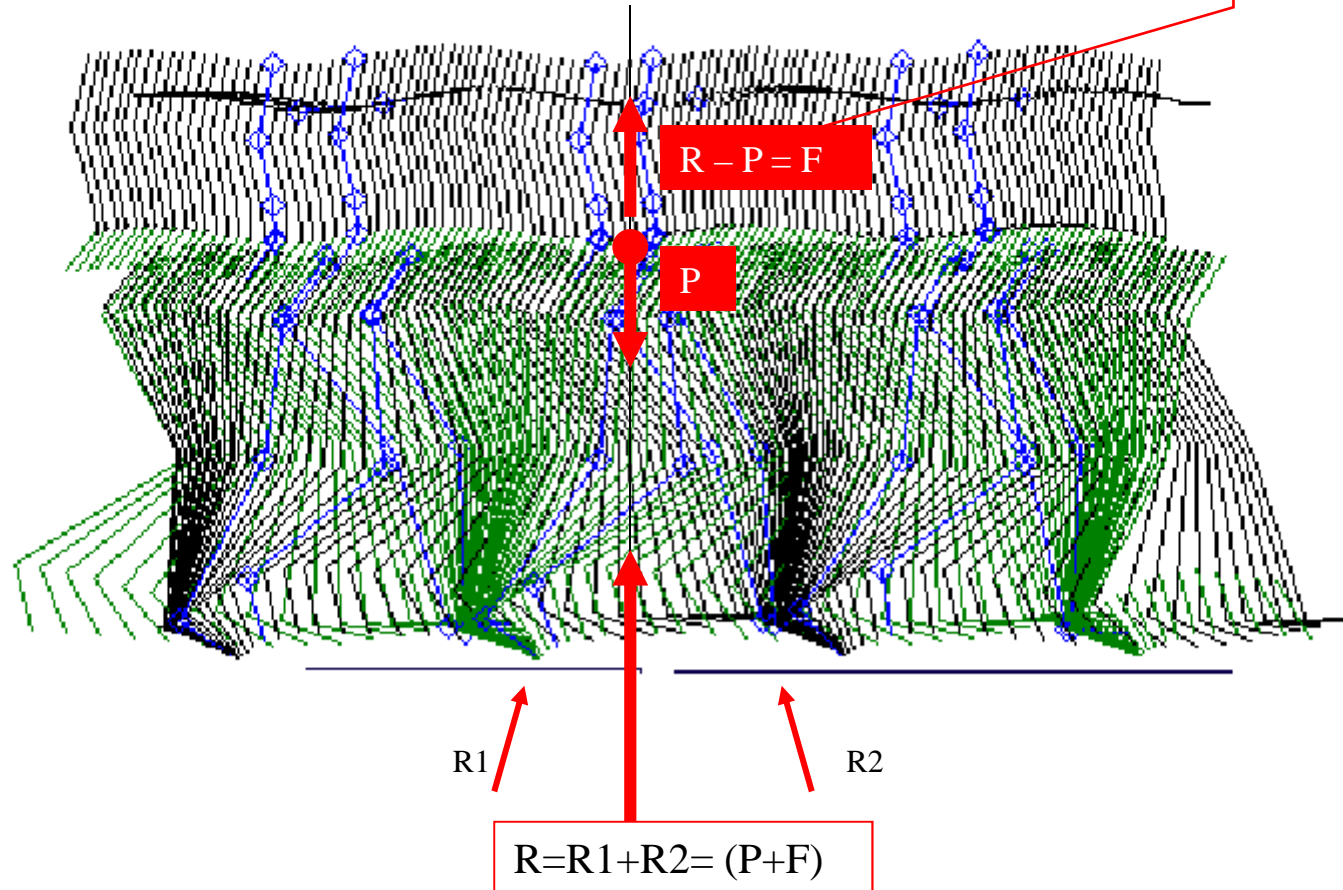 R – P = F
P
R1
R2
R=R1+R2= (P+F)